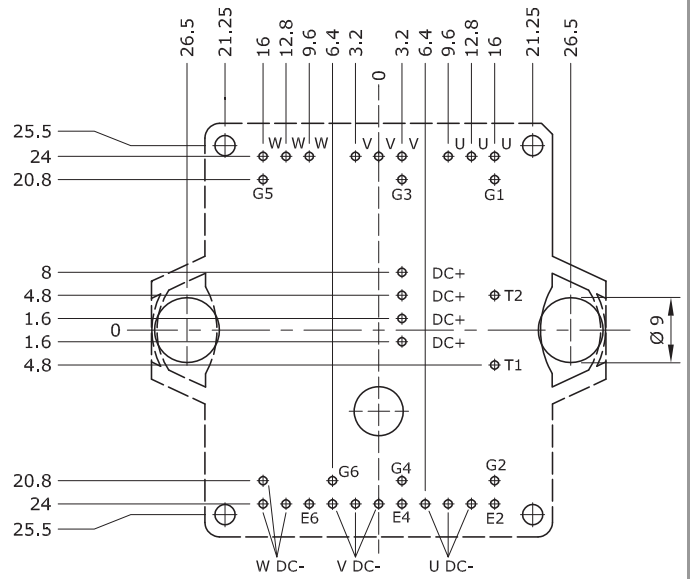 26.5 21.25 16 12.8 9.6 6.4 3.2 0 3.2 6.4 9.6 12.8 16 21.25 26.5
25.5
W W W V V V U U U
24
20.8
G5 G3 G1
8 DC+
4.8 DC+ T2
1.6 DC+
0
1.6 DC+
Ø 9
4.8 T1
20.8 G6 G4 G2
24
E6 E4 E2
25.5
W DC- V DC- U DC-